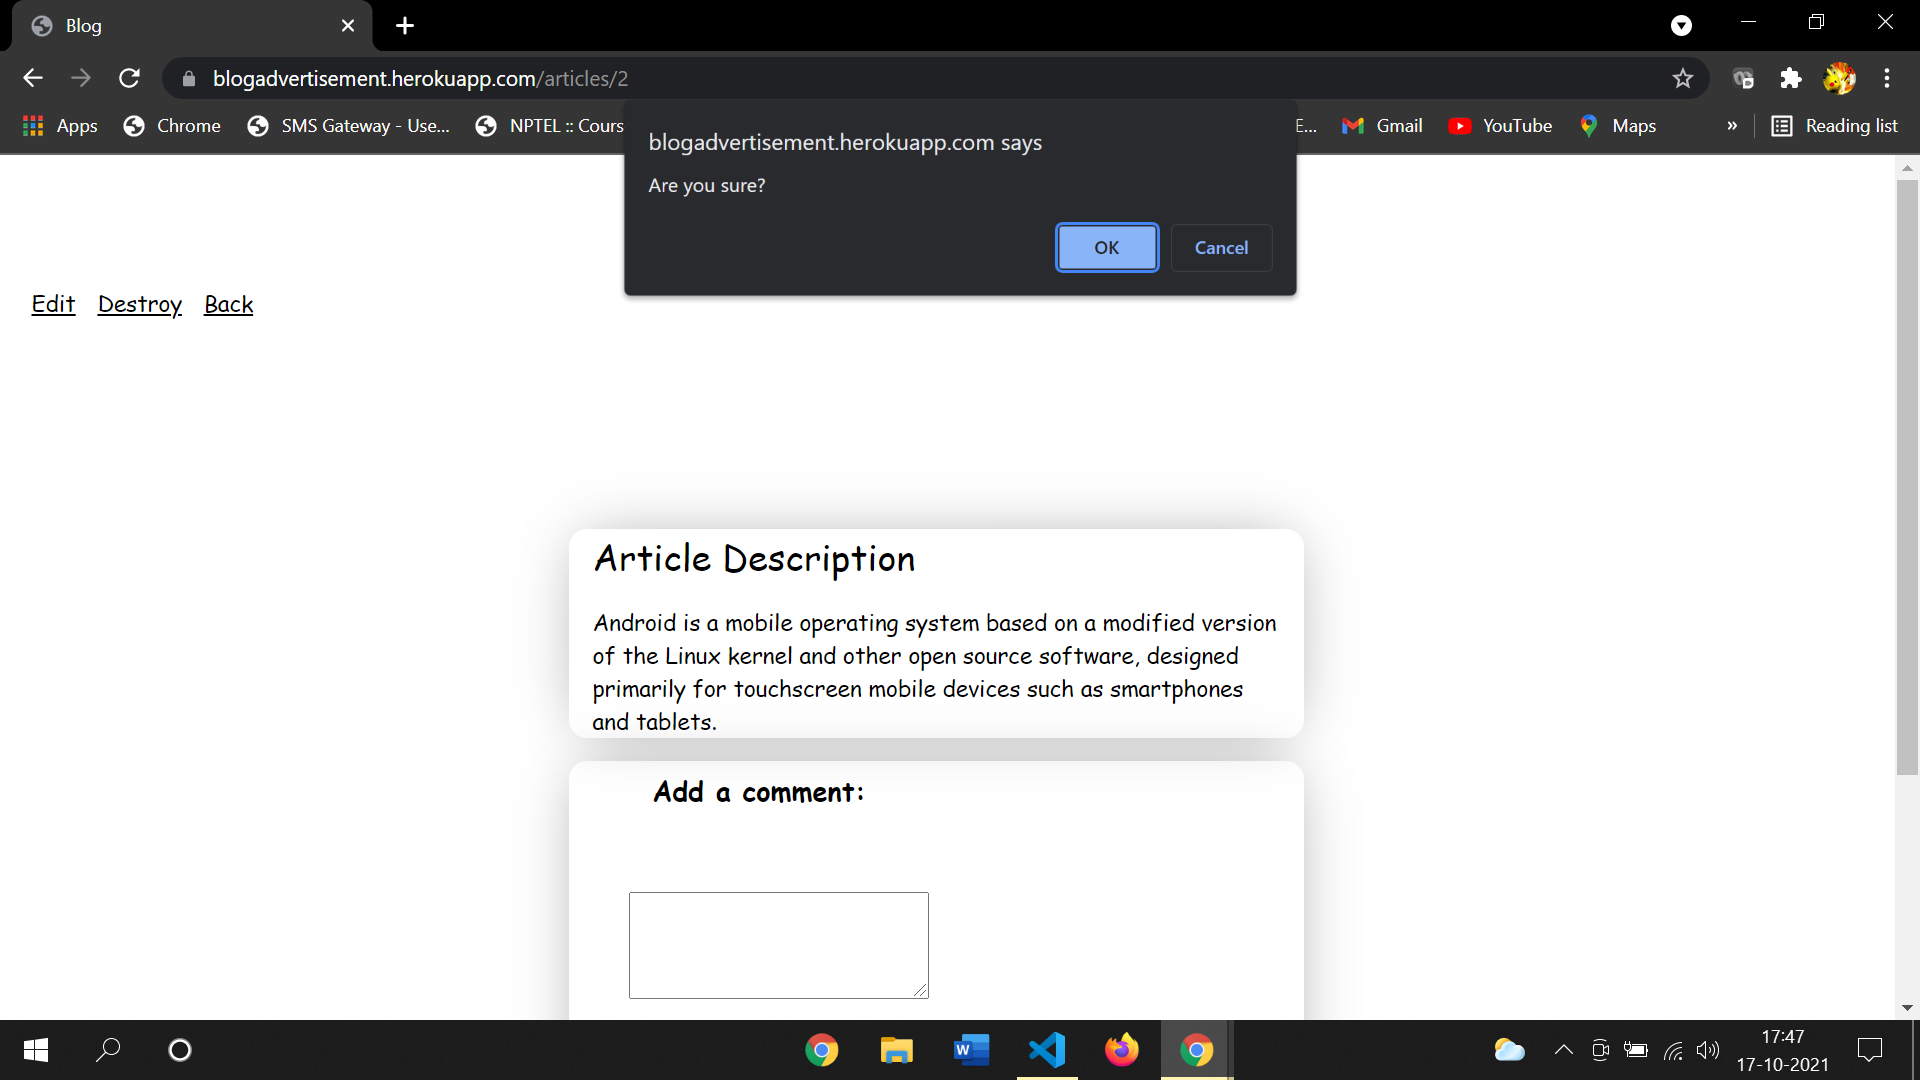 Blog
blogadvertisement.herokuapp.com/articles/2
Apps Chrome SMS Gateway - Use... NPTEL :: Cours E... Gmail YouTube Maps » Reading list
blogadvertisement.herokuapp.com says
Are you sure?
OK Cancel
Edit Destroy Back
Article Description
Android is a mobile operating system based on a modified version
of the Linux kernel and other open source software, designed
primarily for touchscreen mobile devices such as smartphones
and tablets.
Add a comment:
17:47
17-10-2021